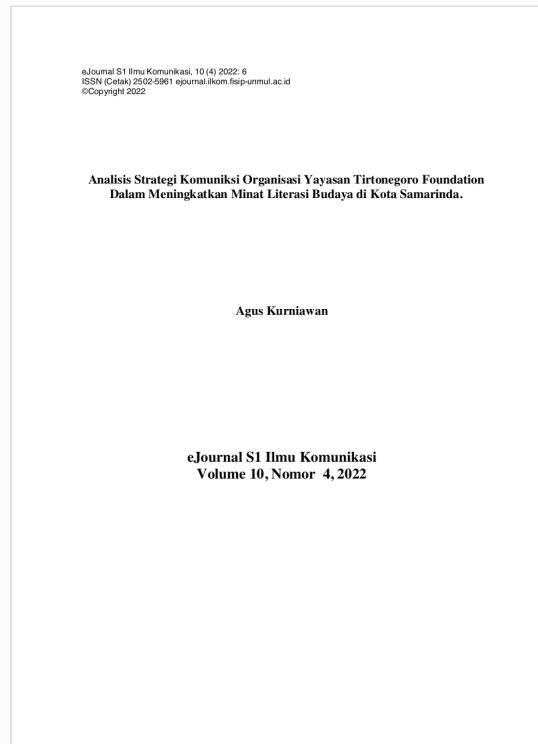 eJournal S1 Ilmu Komunikasi, 10 (4) 2022: 6
ISSN (Cetak) 2502-5961 ejournal.ilkom.fisip-unmul.ac.id
©Copyright 2022
Analisis Strategi Komuniksi Organisasi Yayasan Tirtonegoro Foundation
Dalam Meningkatkan Minat Literasi Budaya di Kota Samarinda.
Agus Kurniawan
eJournal S1 Ilmu Komunikasi
Volume 10, Nomor 4, 2022